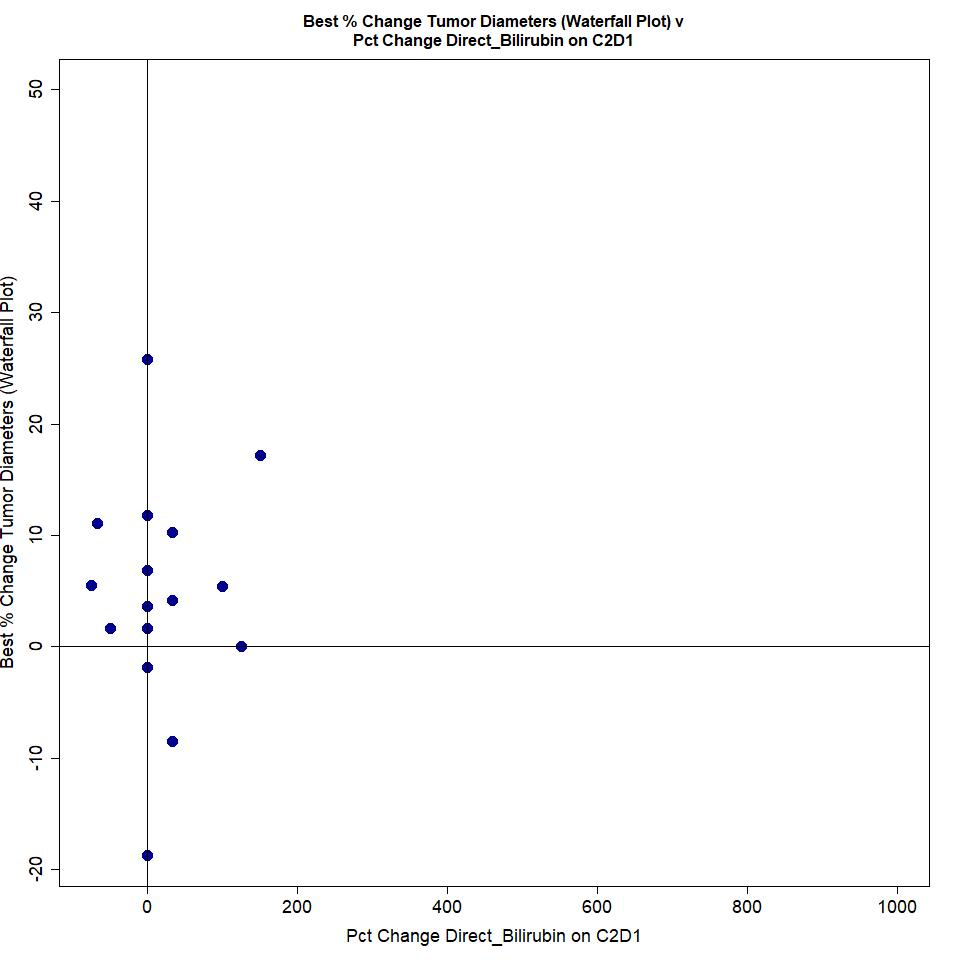 Best % Change Tumor Diameters (Waterfall Plot) v
Pct Change Direct_Bilirubin on C2D1
Best % Change Tumor Diameters (Waterfall Plot)
50
40
30
20
10
0
-10
-20
0 200 400 600 800 1000
Pct Change Direct_Bilirubin on C2D1